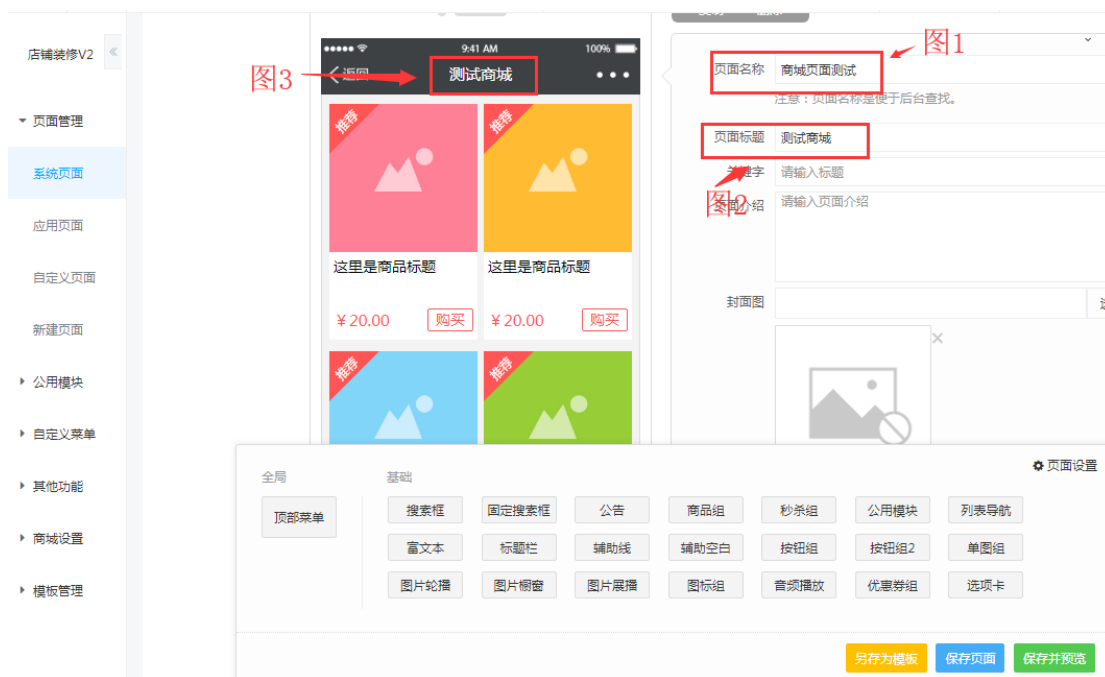 店铺装修V2
页面管理
系统页面
应用页面
自定义页面
新建页面
公用模块
自定义菜单
其他功能
商城设置
模板管理
9:41 AM
100%
返回
测试商城
图3
推荐
推荐
这里是商品标题
这里是商品标题
¥20.00
购买
¥20.00
购买
推荐
推荐
图1
页面名称
商城页面测试
注意：页面名称是便于后台查找。
页面标题
测试商城
图2
请输入标题
页面介绍
请输入页面介绍
封面图
页面设置
全局
基础
顶部菜单
搜索框 固定搜索框 公告 商品组 秒杀组 公用模块 列表导航
富文本 标题栏 辅助线 辅助空白 按钮组 按钮组2 单图组
图片轮播 图片橱窗 图片展播 图标组 音频播放 优惠券组 选项卡
另存为模板 保存页面 保存并预览